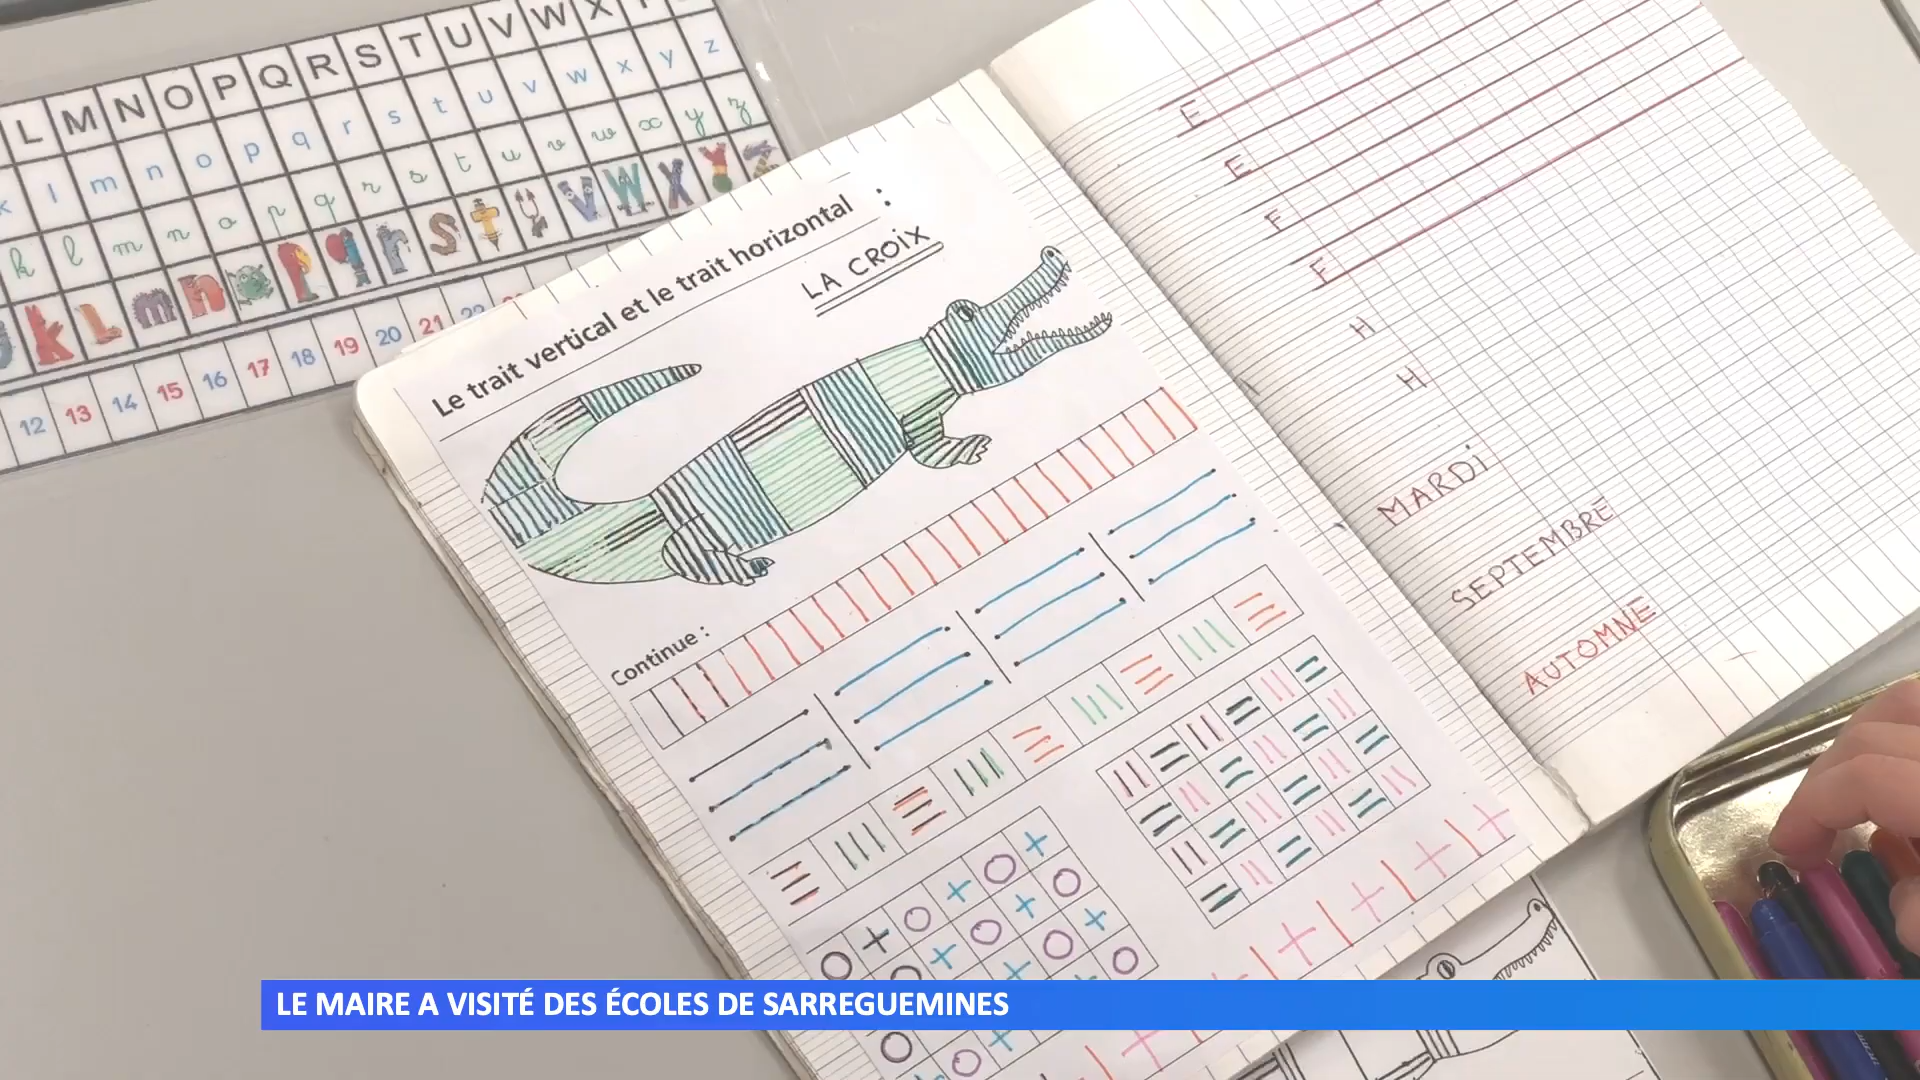 L M N O P Q R S T U V W X
k l m n o p q r s t u v w x y z
k l m n o p q r s t u v w x y z
k L m n o p q r S t y V W X Y Z
12 13 14 15 16 17 18 19 20 21 22
Le trait vertical et le trait horizontal :
LA CROIX
Continue :
E
E
F
F
H
H
MARDI
SEPTEMBRE
AUTOMNE
LE MAIRE A VISITÉ DES ÉCOLES DE SARREGUEMINES